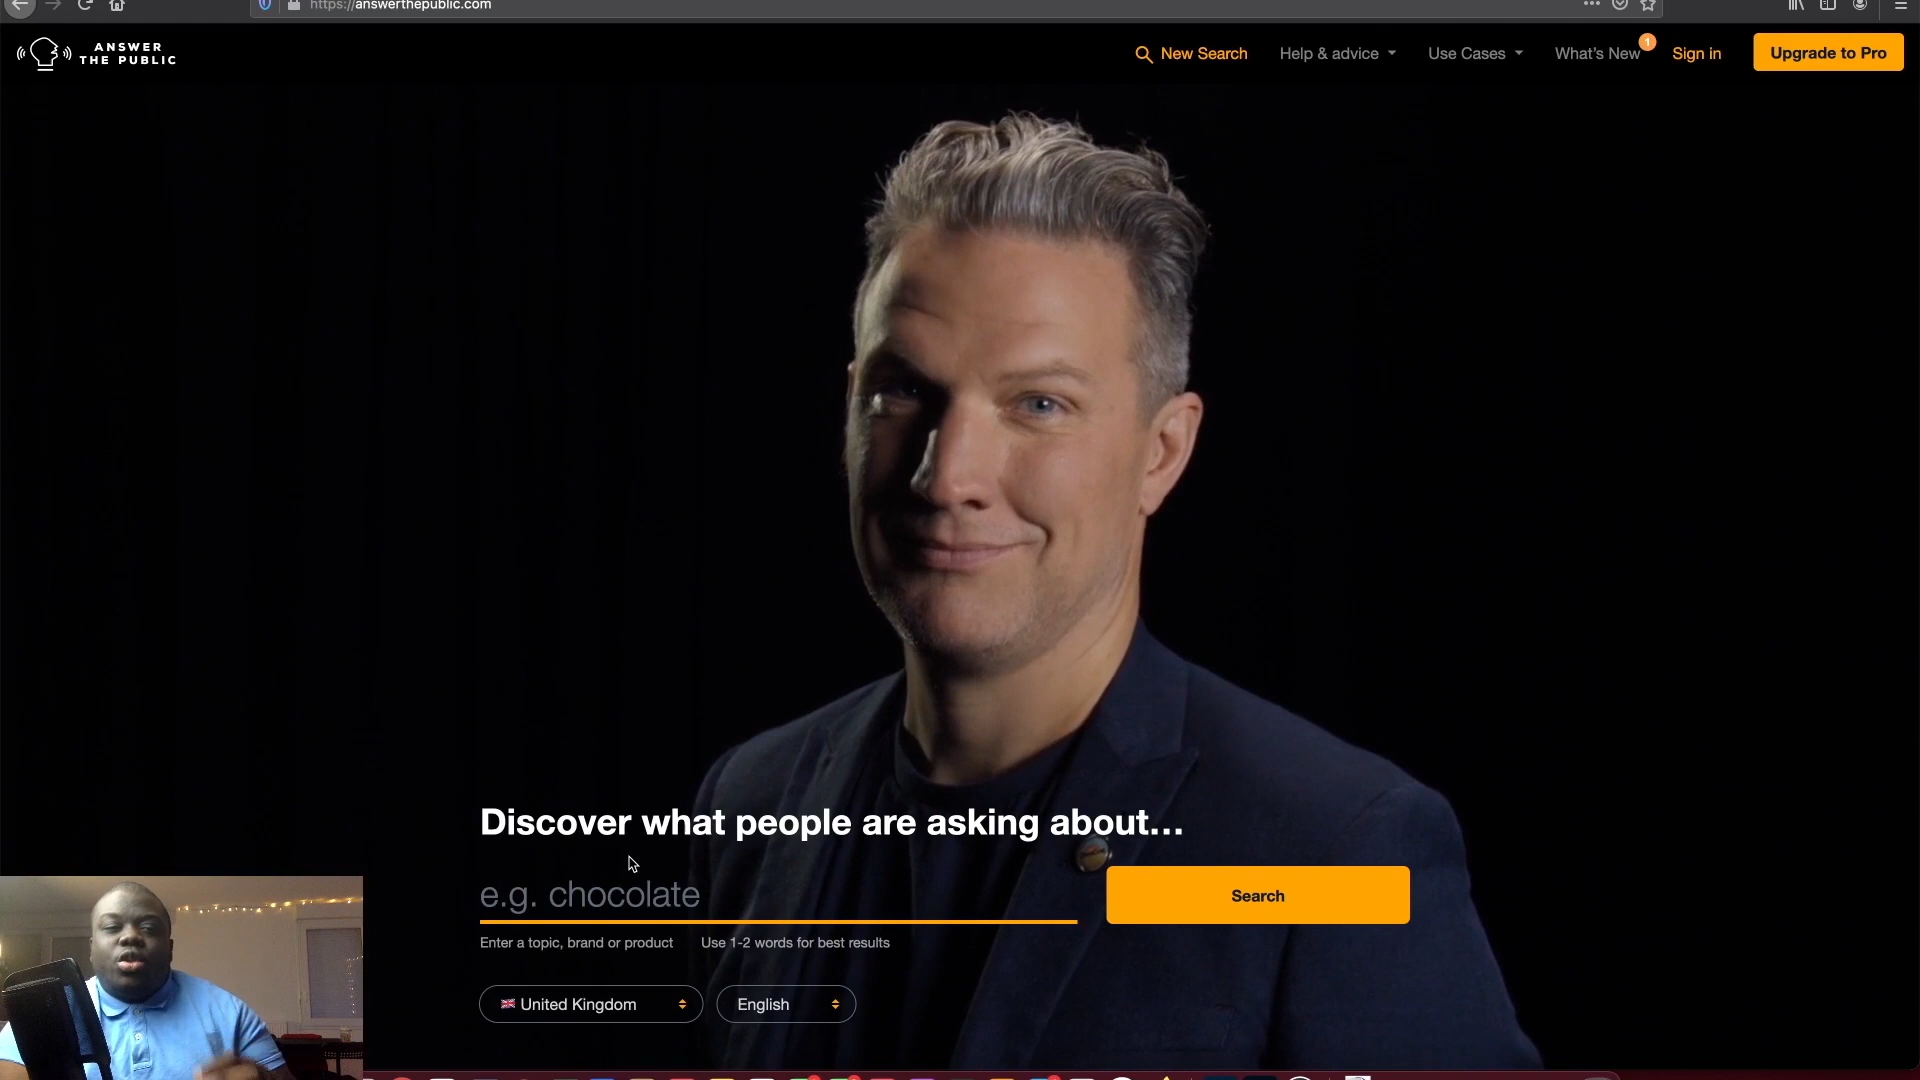 https://answerthepublic.com
ANSWER
THE PUBLIC
New Search
Help & advice
Use Cases
What's New
1
Sign in
Upgrade to Pro
Discover what people are asking about...
e.g. chocolate
Search
Enter a topic, brand or product
Use 1-2 words for best results
United Kingdom
English